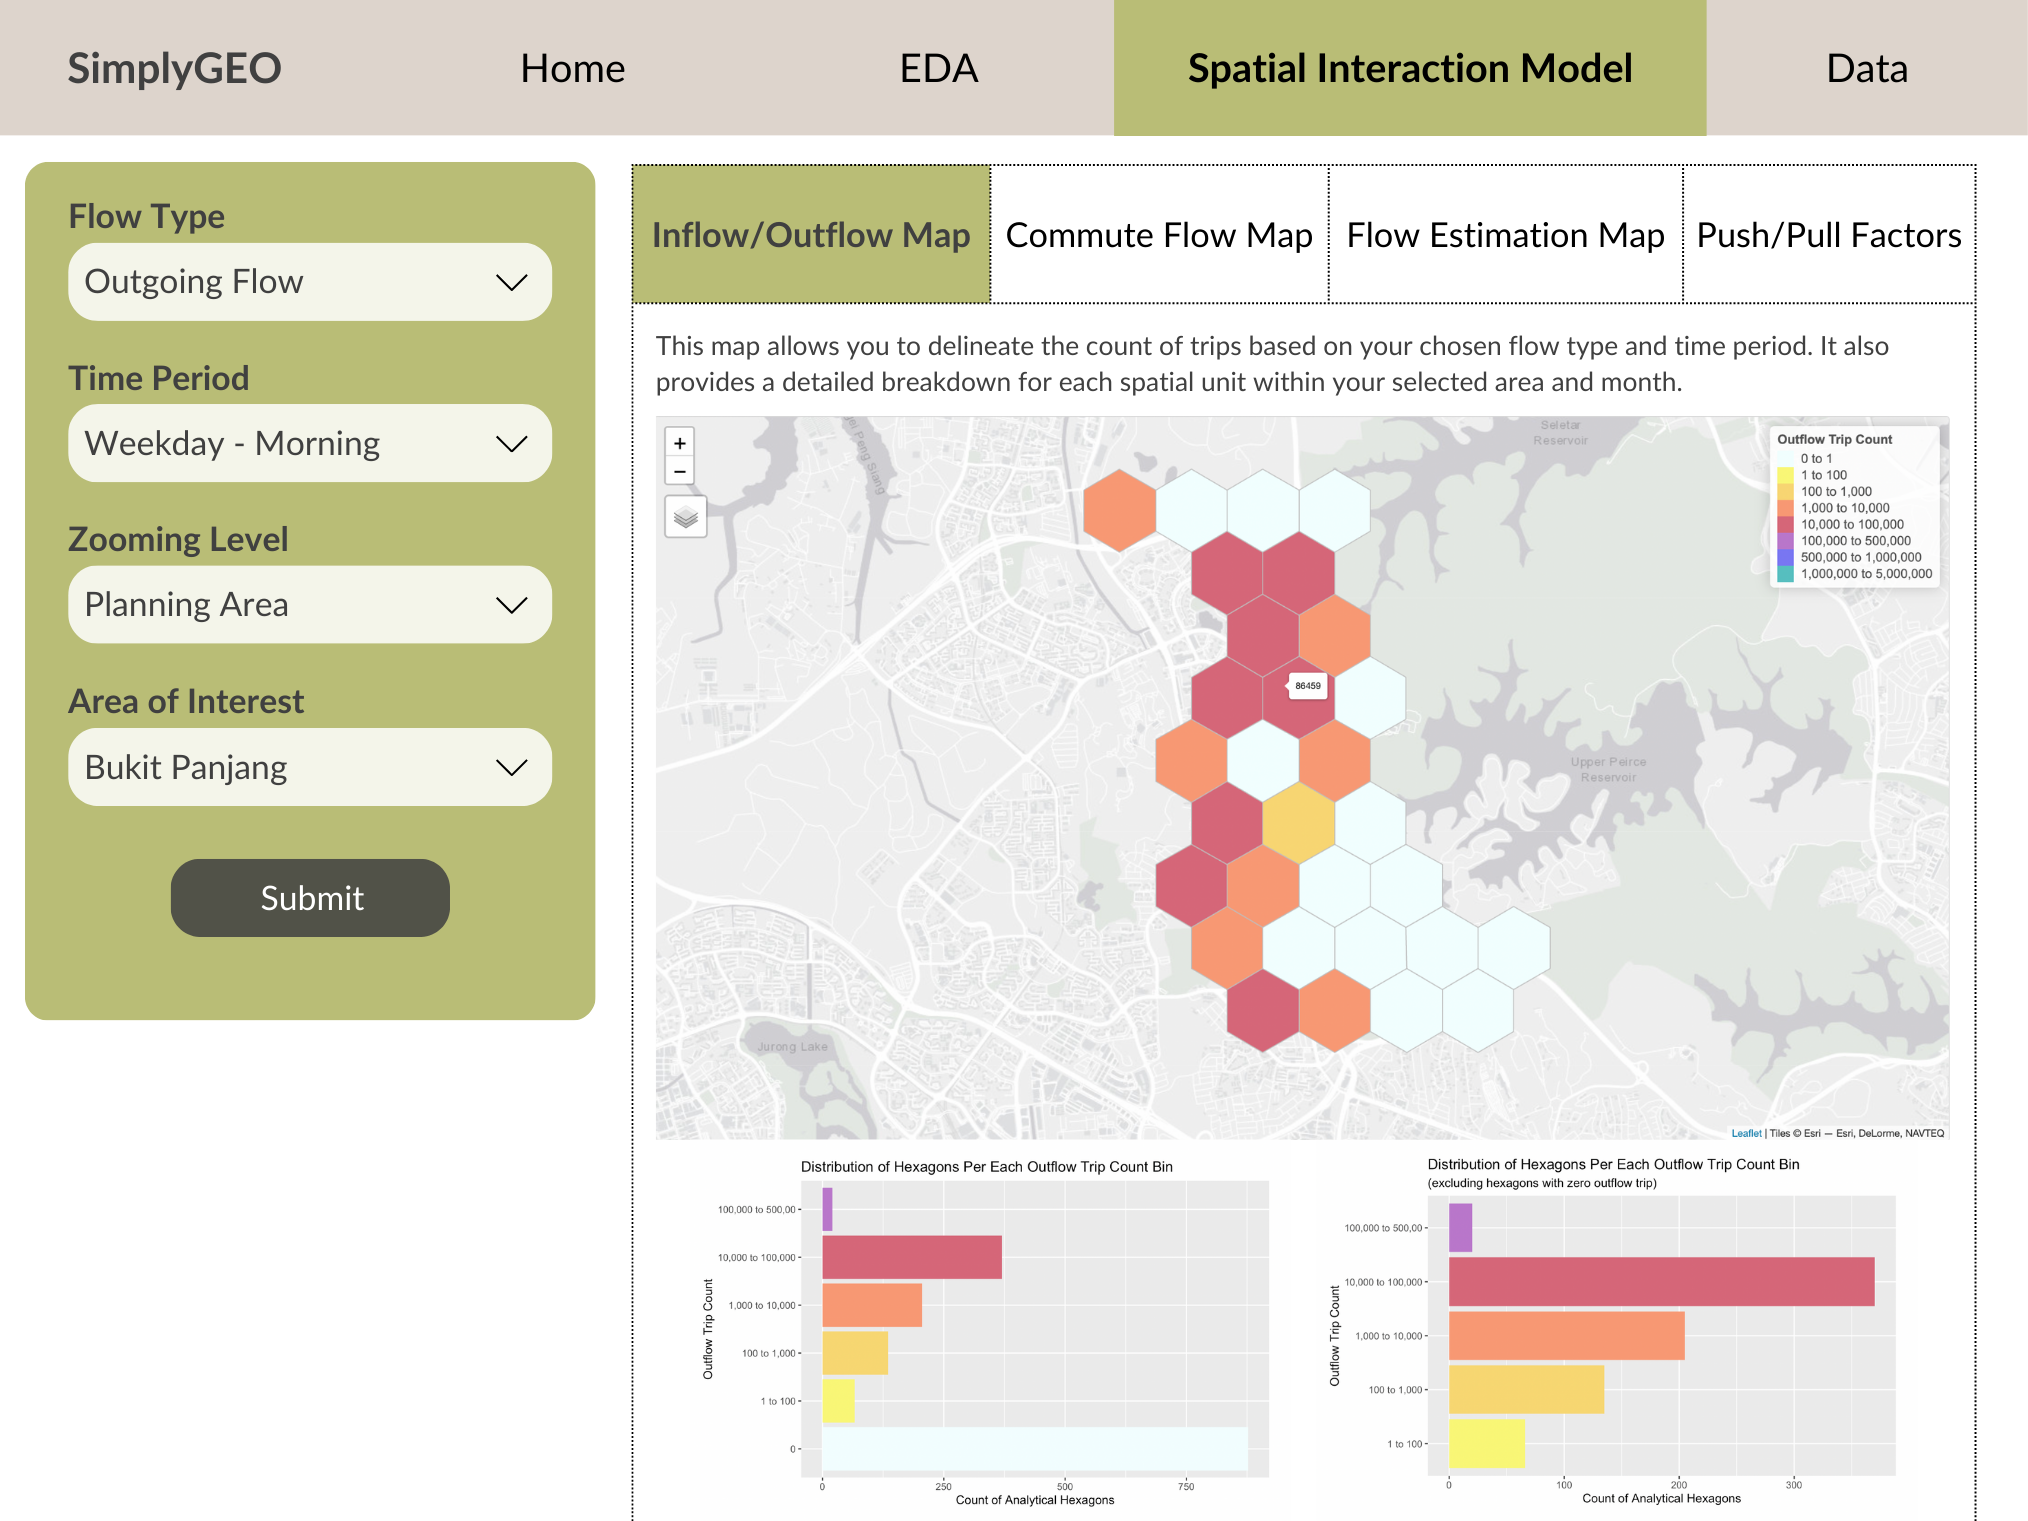 SimplyGEO
Home
EDA
Spatial Interaction Model
Data
Flow Type
Outgoing Flow
Time Period
Weekday - Morning
Zooming Level
Planning Area
Area of Interest
Bukit Panjang
Submit
Inflow/Outflow Map
Commute Flow Map
Flow Estimation Map
Push/Pull Factors
This map allows you to delineate the count of trips based on your chosen flow type and time period. It also
provides a detailed breakdown for each spatial unit within your selected area and month.
+
−
Peng Siang
Seletar
Reservoir
Outflow Trip Count
0 to 1
1 to 100
100 to 1,000
1,000 to 10,000
10,000 to 100,000
100,000 to 500,000
500,000 to 1,000,000
1,000,000 to 5,000,000
86459
Upper Peirce
Reservoir
Jurong Lake
Leaflet | Tiles © Esri — Esri, DeLorme, NAVTEQ
Distribution of Hexagons Per Each Outflow Trip Count Bin
Outflow Trip Count
100,000 to 500,00
10,000 to 100,000
1,000 to 10,000
100 to 1,000
1 to 100
0
0
250
500
750
Count of Analytical Hexagons
Distribution of Hexagons Per Each Outflow Trip Count Bin
(excluding hexagons with zero outflow trip)
Outflow Trip Count
100,000 to 500,00
10,000 to 100,000
1,000 to 10,000
100 to 1,000
1 to 100
0
100
200
300
Count of Analytical Hexagons